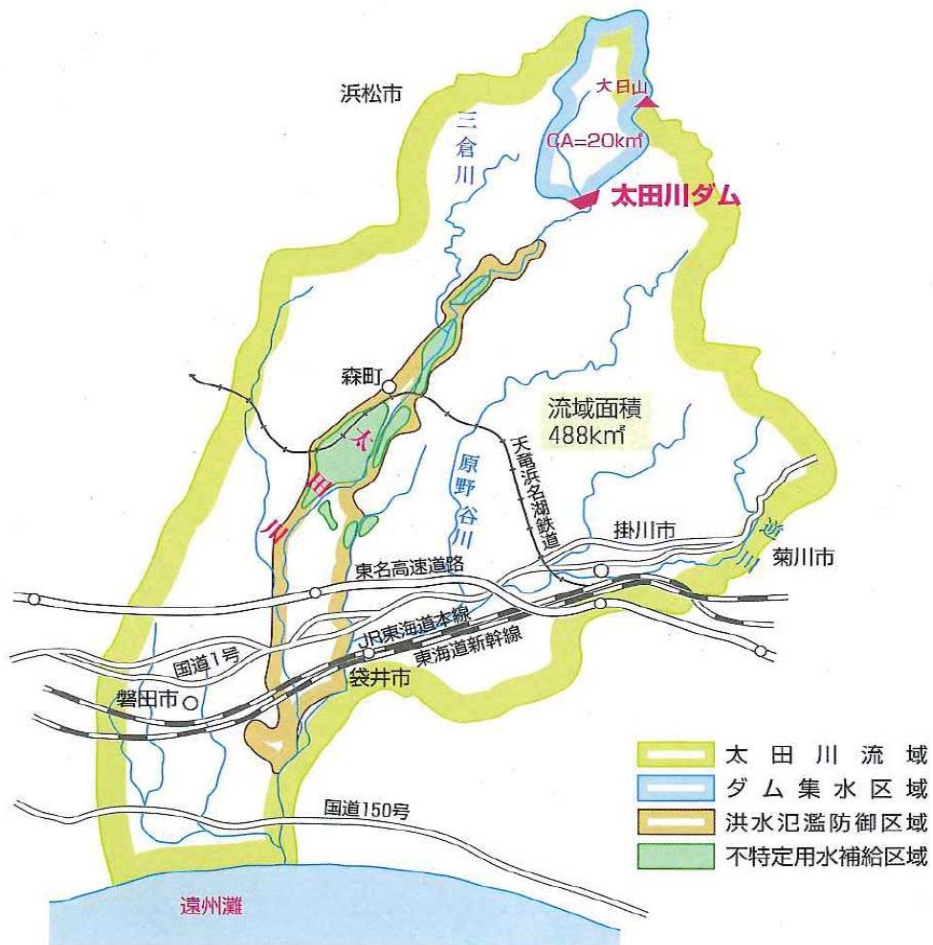 浜松市
大日山
三倉川
CA=20k㎡
太田川ダム
森町
流域面積
488k㎡
太田川
原野谷川
天竜浜名湖鉄道
掛川市
逆川
菊川市
東名高速道路
JR東海道本線
東海道新幹線
国道1号
袋井市
磐田市
国道150号
遠州灘
太田川流域
ダム集水区域
洪水氾濫防御区域
不特定用水補給区域